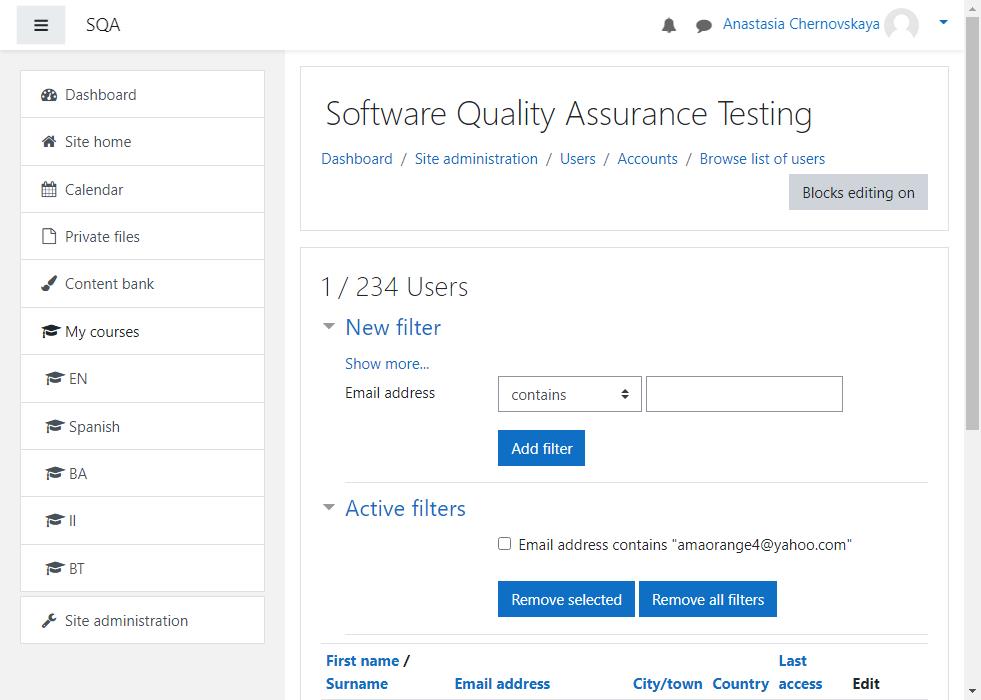 SQA
Anastasia Chernovskaya
Dashboard
Site home
Calendar
Private files
Content bank
My courses
EN
Spanish
BA
II
BT
Site administration
Software Quality Assurance Testing
Dashboard / Site administration / Users / Accounts / Browse list of users
Blocks editing on
1 / 234 Users
New filter
Show more...
Email address contains
Add filter
Active filters
Email address contains "amaorange4@yahoo.com"
Remove selected Remove all filters
First name / Surname Email address City/town Country Last access Edit